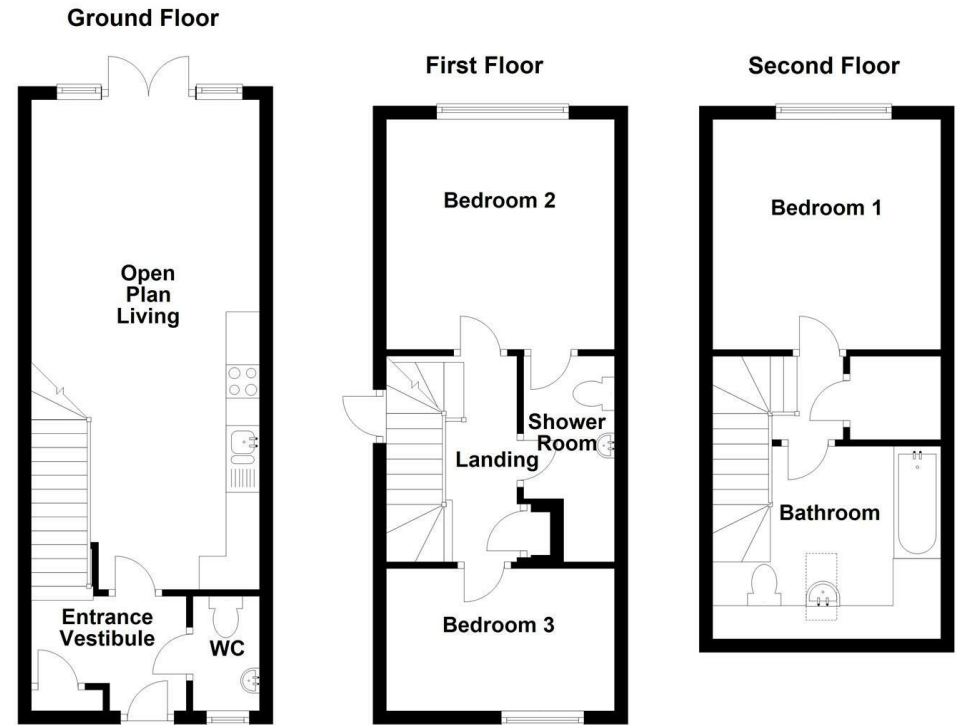 Ground Floor
Open
Plan
Living
Entrance
Vestibule
WC
First Floor
Bedroom 2
Shower
Room
Landing
Bedroom 3
Second Floor
Bedroom 1
Bathroom